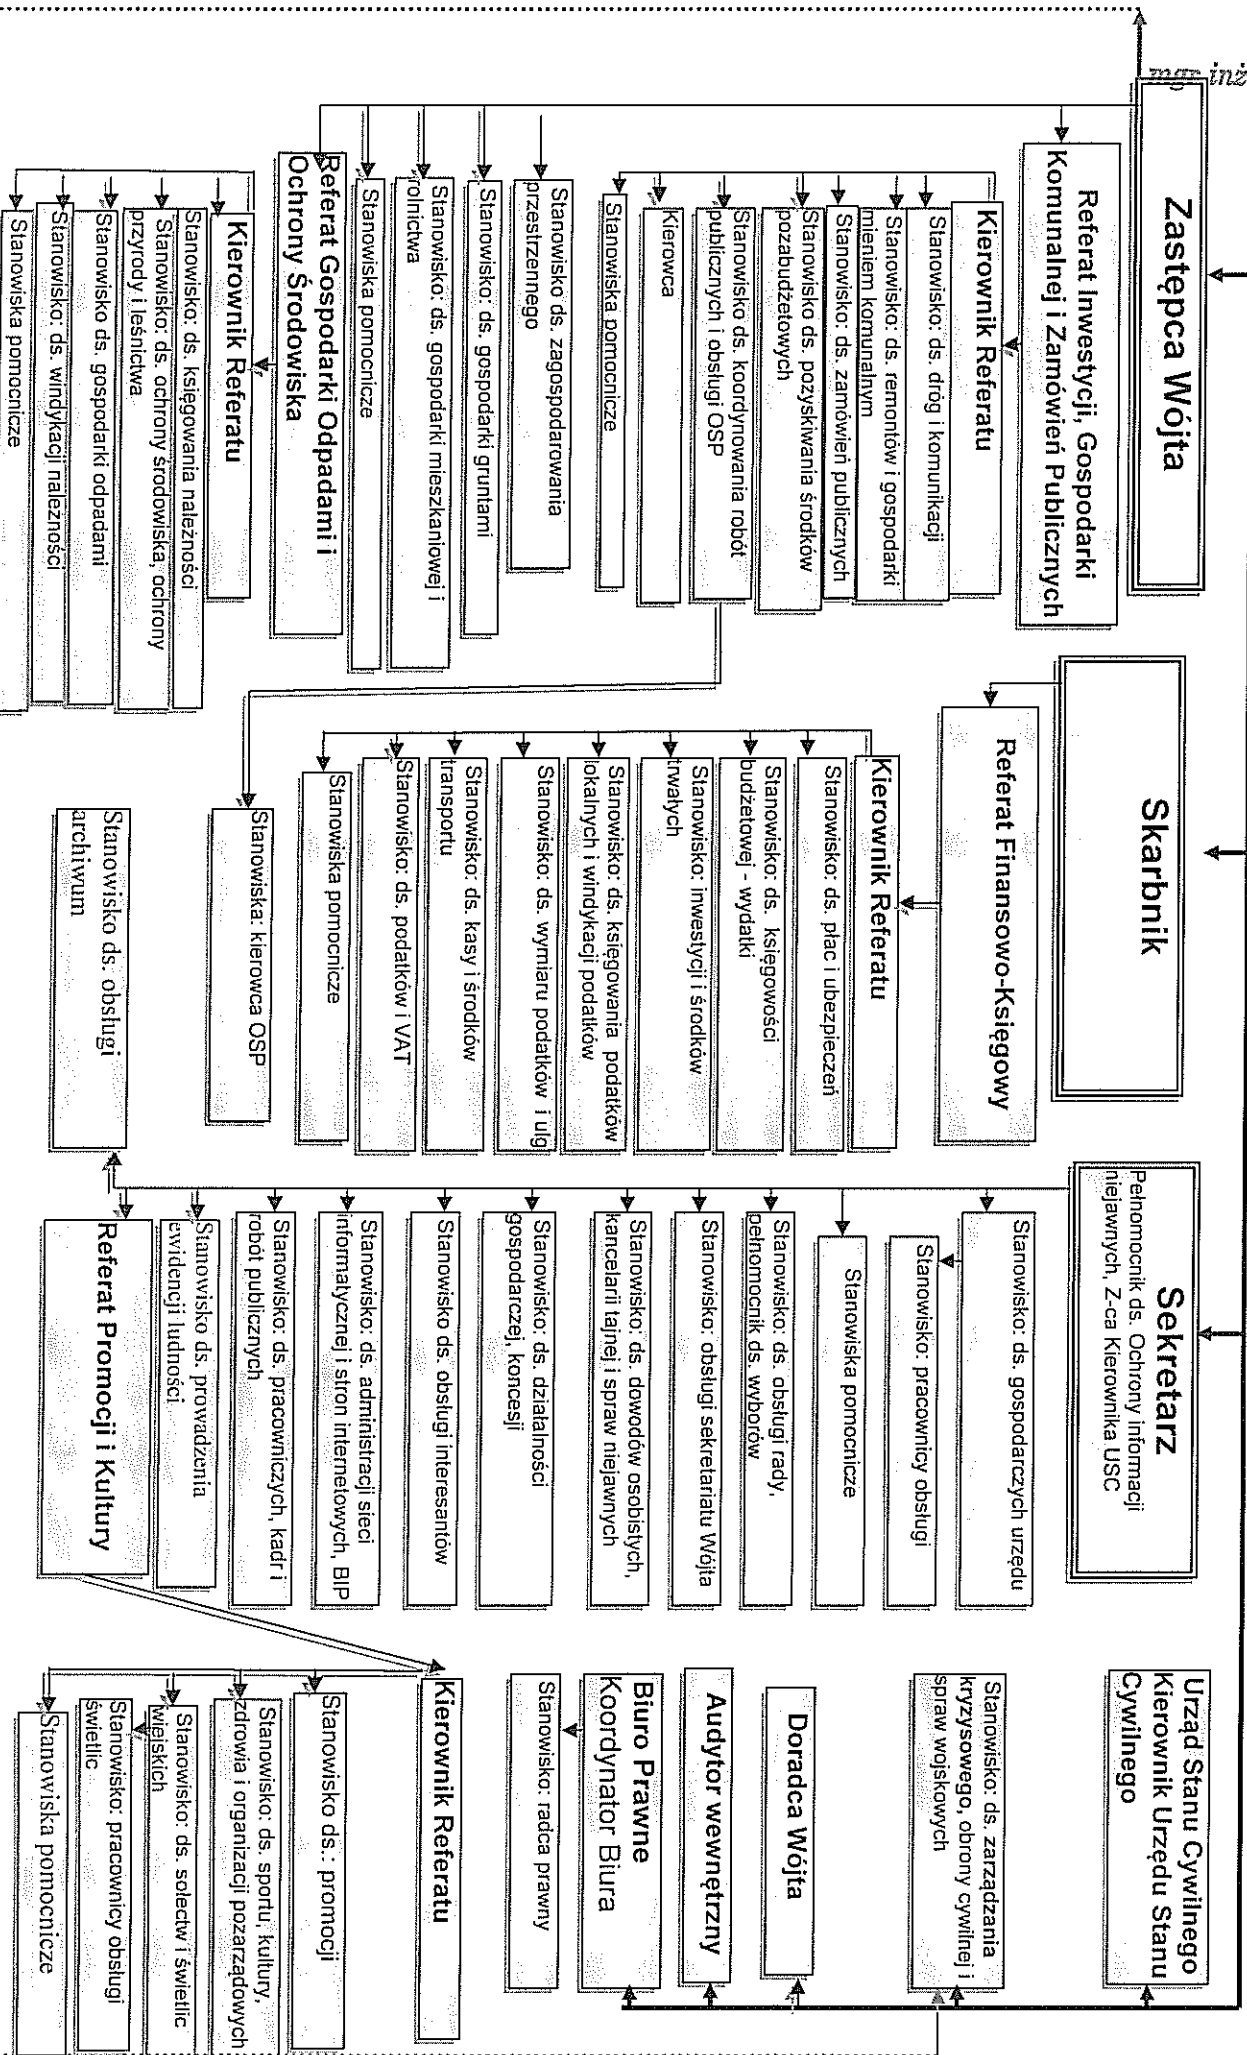 mgr inż
Zastępca Wójta
Referat Inwestycji, Gospodarki
Komunalnej i Zamówień Publicznych
Kierownik Referatu
Stanowisko: ds. dróg i komunikacji
Stanowisko: ds. remontów i gospodarki
mieniem komunalnym
Stanowisko: ds. zamówień publicznych
Stanowisko ds. pozyskiwania środków
pozabudżetowych
Stanowisko ds. koordynowania robót
publicznych i obsługi OSP
Kierowca
Stanowiska pomocnicze
Stanowisko ds. zagospodarowania
przestrzennego
Stanowisko: ds. gospodarki gruntami
Stanowisko: ds. gospodarki mieszkaniowej i
rolnictwa
Stanowiska pomocnicze
Referat Gospodarki Odpadami i
Ochrony Środowiska
Kierownik Referatu
Stanowisko: ds. księgowania należności
Stanowisko: ds. ochrony środowiska, ochrony
przyrody i leśnictwa
Stanowisko ds. gospodarki odpadami
Stanowisko: ds. windykacji należności
Stanowiska pomocnicze
Skarbnik
Referat Finansowo-Księgowy
Kierownik Referatu
Stanowisko: ds. płac i ubezpieczeń
Stanowisko: ds. księgowości
budżetowej - wydatki
Stanowisko: inwestycji i środków
trwałych
Stanowisko: ds. księgowania podatków
lokalnych i windykacji podatków
Stanowisko: ds. wymiaru podatków i ulg
Stanowisko: ds. kasy i środków
transportu
Stanowisko: ds. podatków i VAT
Stanowiska pomocnicze
Stanowiska: kierowca OSP
Stanowisko ds. obsługi
archiwum
Sekretarz
Pełnomocnik ds. Ochrony informacji
niejawnych, Z-ca Kierownika USC
Stanowisko: ds. gospodarczych urzędu
Stanowisko: pracownicy obsługi
Stanowiska pomocnicze
Stanowisko: ds. obsługi rady,
pełnomocnik ds. wyborów
Stanowisko: obsługi sekretariatu Wójta
Stanowisko: ds. dowodów osobistych,
kancelarii tajnej i spraw niejawnych
Stanowisko: ds. działalności
gospodarczej, koncesji
Stanowisko ds. obsługi interesantów
Stanowisko: ds. administracji sieci
informatycznej i stron internetowych, BIP
Stanowisko: ds. pracowniczych, kadr i
robót publicznych
Stanowisko ds. prowadzenia
ewidencji ludności
Referat Promocji i Kultury
Urząd Stanu Cywilnego
Kierownik Urzędu Stanu
Cywilnego
Stanowisko: ds. zarządzania
kryzysowego, obrony cywilnej i
spraw wojskowych
Doradca Wójta
Audytor wewnętrzny
Biuro Prawne
Koordynator Biura
Stanowisko: radca prawny
Kierownik Referatu
Stanowisko ds.: promocji
Stanowisko: ds. sportu, kultury,
zdrowia i organizacji pozarządowych
Stanowisko: ds. sołectw i świetlic
wiejskich
Stanowisko: pracownicy obsługi
świetlic
Stanowiska pomocnicze